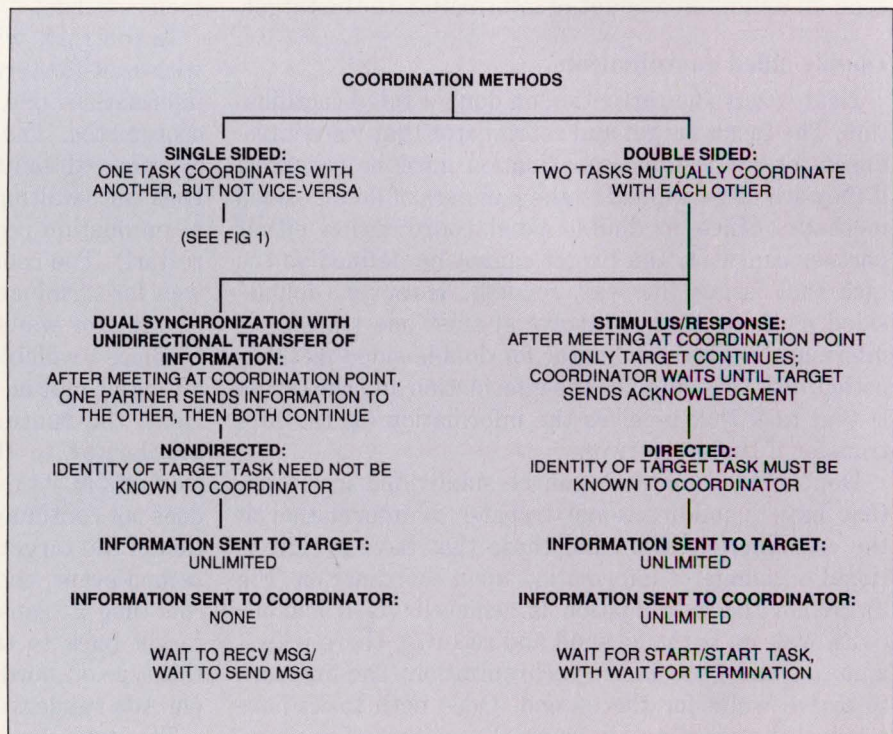 COORDINATION METHODS
SINGLE SIDED:
ONE TASK COORDINATES WITH
ANOTHER, BUT NOT VICE-VERSA
(SEE FIG 1)
DOUBLE SIDED:
TWO TASKS MUTUALLY COORDINATE
WITH EACH OTHER
DUAL SYNCHRONIZATION WITH
UNIDIRECTIONAL TRANSFER OF
INFORMATION:
AFTER MEETING AT COORDINATION POINT,
ONE PARTNER SENDS INFORMATION TO
THE OTHER, THEN BOTH CONTINUE
NONDIRECTED:
IDENTITY OF TARGET TASK NEED NOT BE
KNOWN TO COORDINATOR
INFORMATION SENT TO TARGET:
UNLIMITED
INFORMATION SENT TO COORDINATOR:
NONE
WAIT TO RECV MSG/
WAIT TO SEND MSG
STIMULUS/RESPONSE:
AFTER MEETING AT COORDINATION POINT
ONLY TARGET CONTINUES;
COORDINATOR WAITS UNTIL TARGET
SENDS ACKNOWLEDGMENT
DIRECTED:
IDENTITY OF TARGET TASK MUST BE
KNOWN TO COORDINATOR
INFORMATION SENT TO TARGET:
UNLIMITED
INFORMATION SENT TO COORDINATOR:
UNLIMITED
WAIT FOR START/START TASK,
WITH WAIT FOR TERMINATION